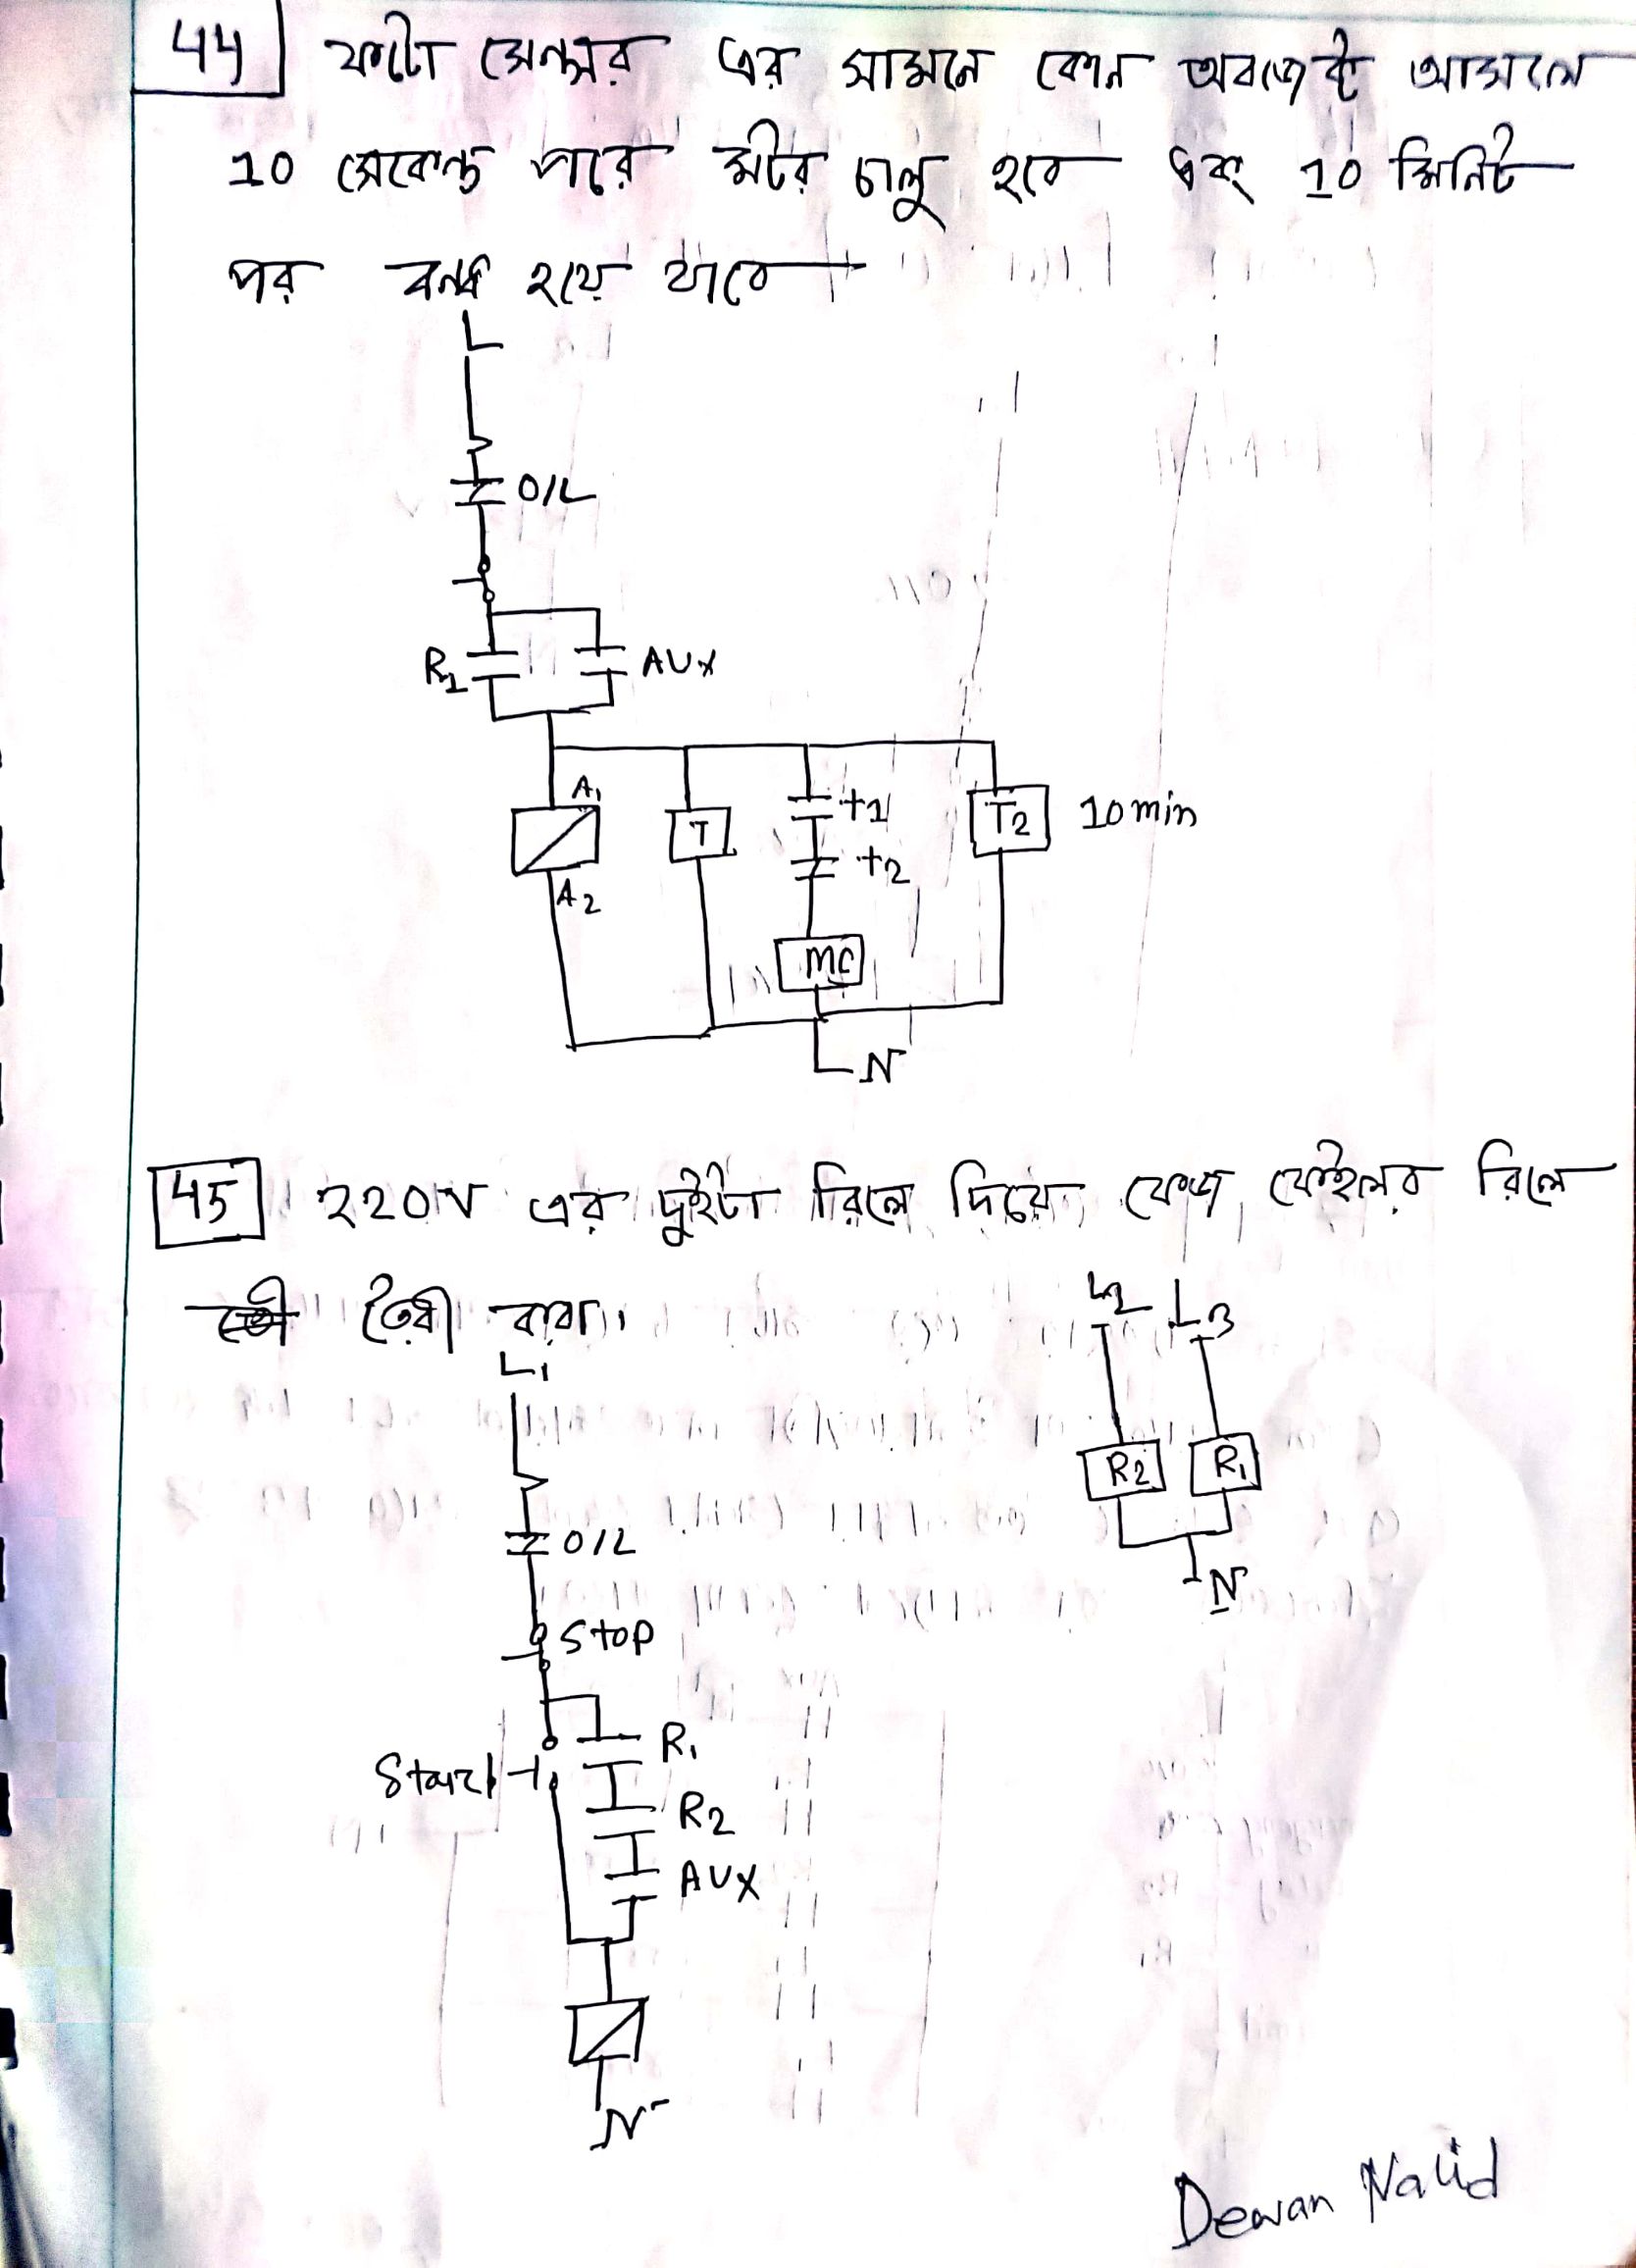 44 ফটো সেন্সর এর সামনে কোন অবজেক্ট আসলে
10 সেকেন্ড পরে মটর চালু হবে এবং 10 মিনিট
পর বন্ধ হয়ে যাবে
L
O/L
R1 AUX
A1
T
t1
T2 10 min
t2
A2
MC
N
45 220V এর দুইটা রিলে দিয়ে ফেজ ফেইলর রিলে
তৈরী করা।
L2 L3
L1
R2 R1
O/L
N
Stop
R1
Start
R2
AUX
N
Dewan Nalid